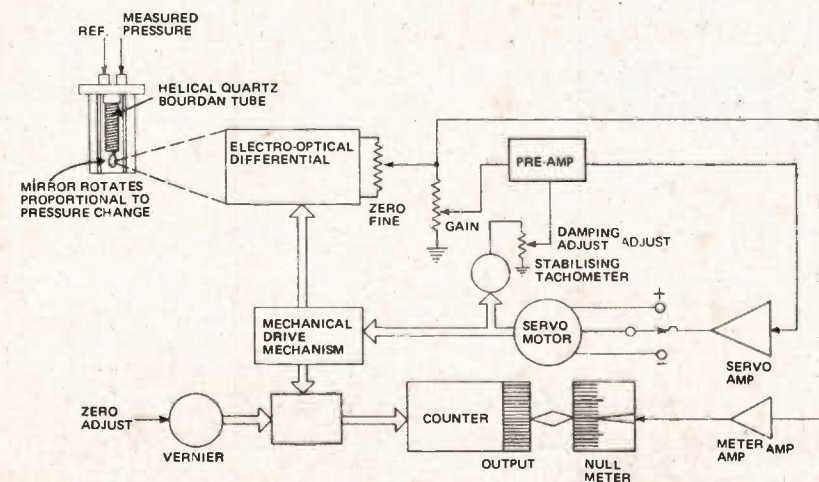 MEASURED
REF. PRESSURE
HELICAL QUARTZ
BOURDAN TUBE
MIRROR ROTATES
PROPORTIONAL TO
PRESSURE CHANGE
ELECTRO-OPTICAL
DIFFERENTIAL
ZERO
FINE
GAIN
PRE-AMP
DAMPING
ADJUST ADJUST
STABILISING
TACHOMETER
MECHANICAL
DRIVE
MECHANISM
SERVO
MOTOR
+
–
SERVO
AMP
ZERO
ADJUST
VERNIER
COUNTER
OUTPUT
NULL
METER
METER AMP
AMP